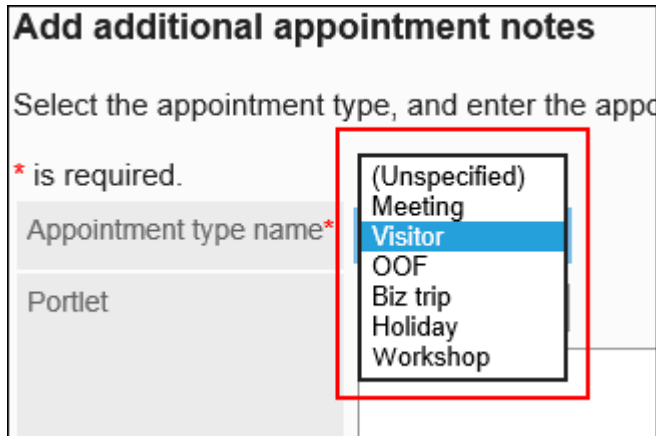 Add additional appointment notes
Select the appointment type, and enter the appo
* is required.
Appointment type name*
(Unspecified)
Meeting
Visitor
OOF
Biz trip
Holiday
Workshop
Portlet